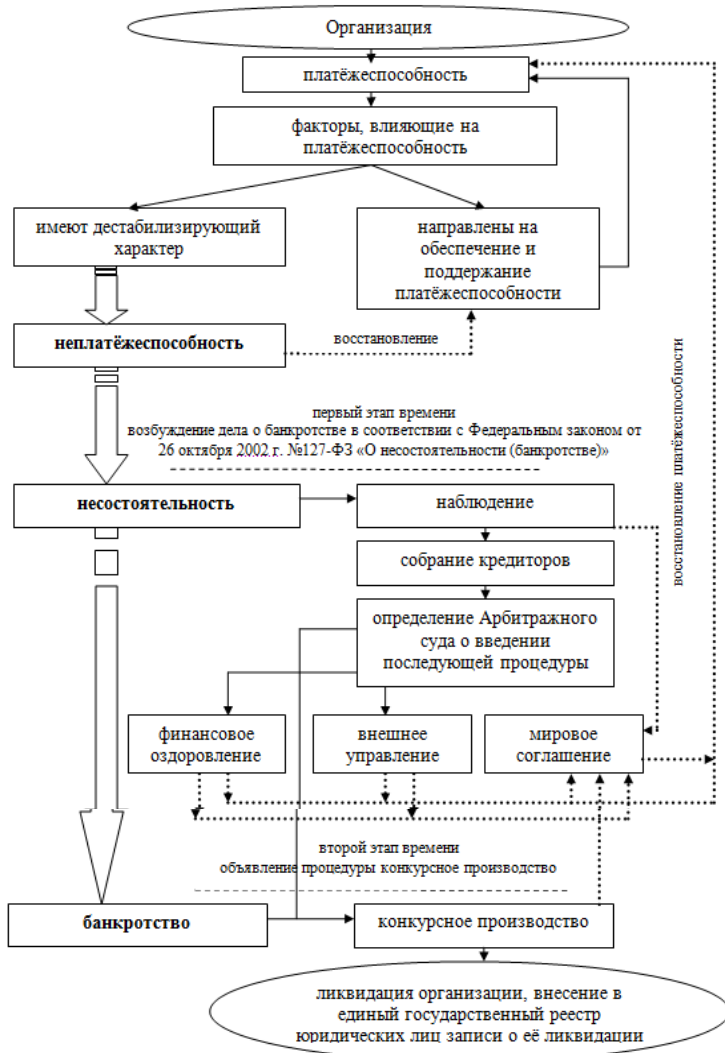 Организация
платёжеспособность
факторы, влияющие на
платёжеспособность
имеют дестабилизирующий
характер
направлены на
обеспечение и
поддержание
платёжеспособности
неплатёжеспособность
восстановление
восстановление платёжеспособности
первый этап времени
возбуждение дела о банкротстве в соответствии с Федеральным законом от
26 октября 2002 г. №127-ФЗ «О несостоятельности (банкротстве)»
несостоятельность
наблюдение
собрание кредиторов
определение Арбитражного
суда о введении
последующей процедуры
финансовое
оздоровление
внешнее
управление
мировое
соглашение
второй этап времени
объявление процедуры конкурсное производство
банкротство
конкурсное производство
ликвидация организации, внесение в
единый государственный реестр
юридических лиц записи о её ликвидации